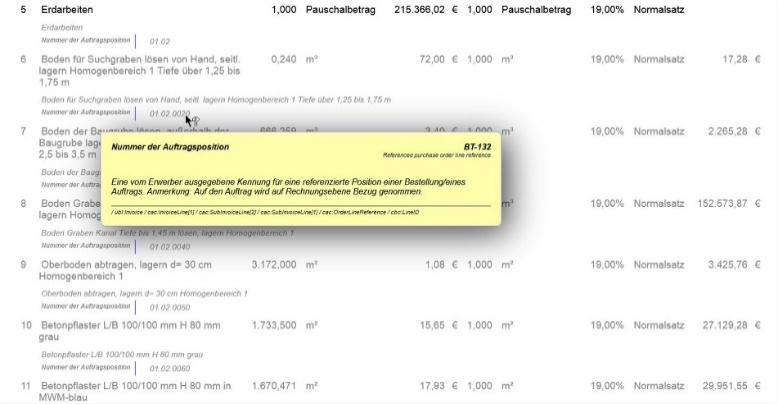 5 Erdarbeiten 1,000 Pauschalbetrag 215.366,02 € 1,000 Pauschalbetrag 19,00% Normalsatz
Erdarbeiten
Nummer der Auftragsposition 01.02
6 Boden für Suchgraben lösen von Hand, seitl. 0,240 m³ 72,00 € 1,000 m³ 19,00% Normalsatz 17,28 €
lagern Homogenbereich 1 Tiefe über 1,25 bis
1,75 m
Boden für Suchgraben lösen von Hand, seitl. lagern Homogenbereich 1 Tiefe über 1,25 bis 1,75 m
Nummer der Auftragsposition 01.02.0020
7 Boden der Baugrube lösen, außerhalb der 666,259 m³ 3,40 € 1,000 m³ 19,00% Normalsatz 2.265,28 €
Baugrube lag
2,5 bis 3,5 m
Boden der Baug
Nummer der Auftra
Nummer der Auftragsposition BT-132
Referenced purchase order line reference
Eine vom Erwerber ausgegebene Kennung für eine referenzierte Position einer Bestellung/eines
Auftrags. Anmerkung: Auf den Auftrag wird auf Rechnungsebene Bezug genommen.
/ ubl:Invoice / cac:InvoiceLine[1] / cac:SubInvoiceLine[2] / cac:SubInvoiceLine[1] / cac:OrderLineReference / cbc:LineID
8 Boden Grabe m³ 19,00% Normalsatz 152.573,87 €
lagern Homog
Boden Graben Kanal Tiefe bis 1,45 m lösen, lagern Homogenbereich 1
Nummer der Auftragsposition 01.02.0040
9 Oberboden abtragen, lagern d= 30 cm 3.172,000 m² 1,08 € 1,000 m² 19,00% Normalsatz 3.425,76 €
Homogenbereich 1
Oberboden abtragen, lagern d= 30 cm Homogenbereich 1
Nummer der Auftragsposition 01.02.0050
10 Betonpflaster L/B 100/100 mm H 80 mm 1.733,500 m² 15,65 € 1,000 m² 19,00% Normalsatz 27.129,28 €
grau
Betonpflaster L/B 100/100 mm H 80 mm grau
Nummer der Auftragsposition 01.02.0060
11 Betonpflaster L/B 100/100 mm H 80 mm in 1.670,471 m² 17,93 € 1,000 m² 19,00% Normalsatz 29.951,55 €
MWM-blau